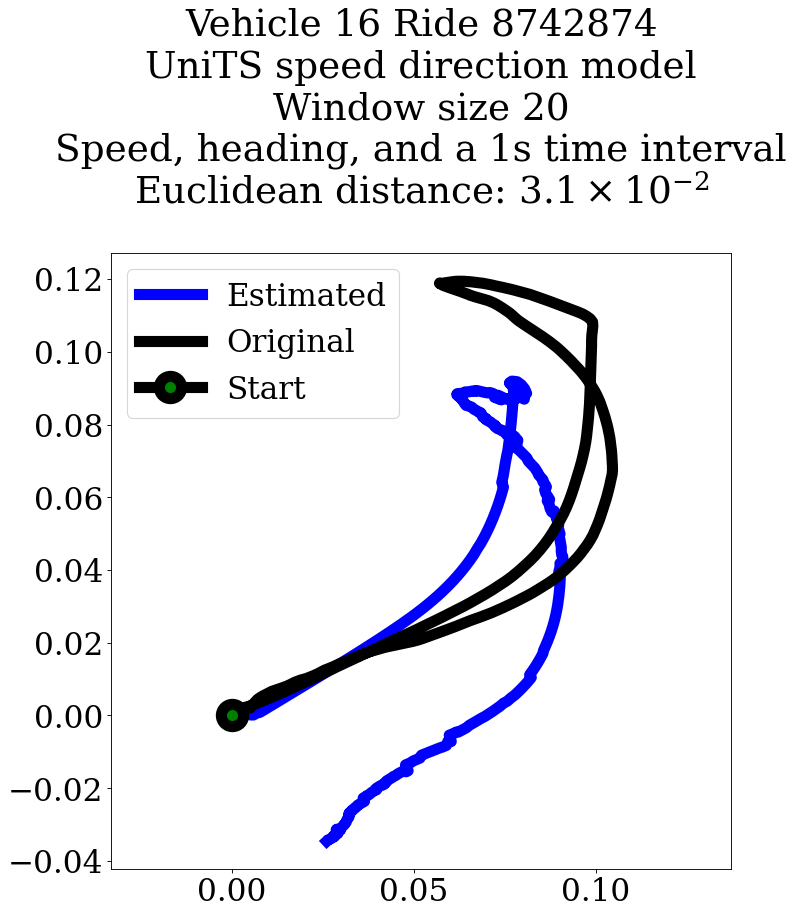 Vehicle 16 Ride 8742874
UniTS speed direction model
Window size 20
Speed, heading, and a 1s time interval
Euclidean distance: $3.1 \times 10^{-2}$
Estimated
Original
Start
0.12
0.10
0.08
0.06
0.04
0.02
0.00
−0.02
−0.04
0.00 0.05 0.10